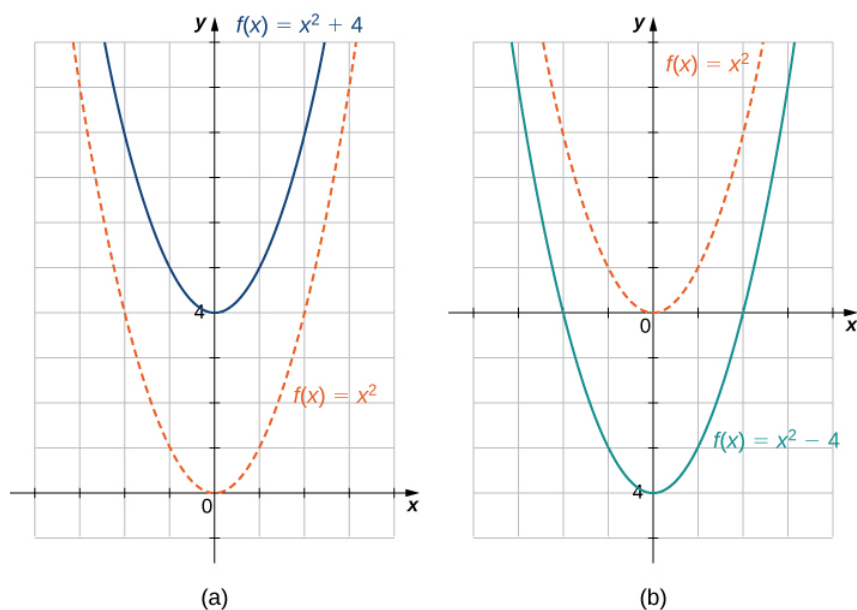 y
f(x) = x² + 4
4
f(x) = x²
0
x
(a)
y
f(x) = x²
0
x
f(x) = x² − 4
4
(b)